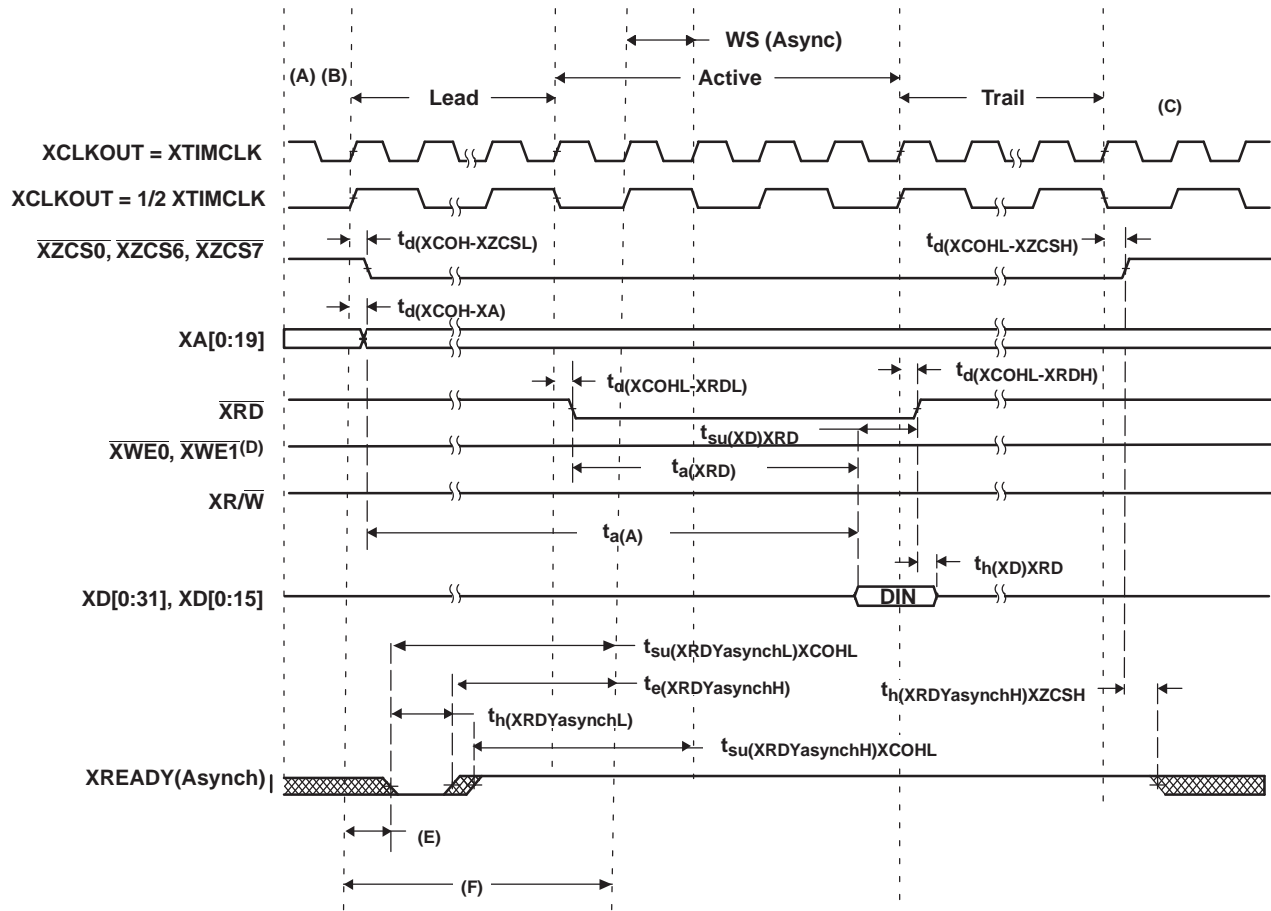 WS (Async)
(A) (B)
Active
Lead
Trail
(C)
XCLKOUT = XTIMCLK
XCLKOUT = 1/2 XTIMCLK
td(XCOH-XZCSL)
td(XCOHL-XZCSH)
XZCS0, XZCS6, XZCS7
td(XCOH-XA)
XA[0:19]
td(XCOHL-XRDL)
td(XCOHL-XRDH)
XRD
tsu(XD)XRD
XWE0, XWE1(D)
ta(XRD)
XR/W
ta(A)
th(XD)XRD
XD[0:31], XD[0:15]
DIN
tsu(XRDYasynchL)XCOHL
te(XRDYasynchH)
th(XRDYasynchH)XZCSH
th(XRDYasynchL)
tsu(XRDYasynchH)XCOHL
XREADY(Asynch)
(E)
(F)